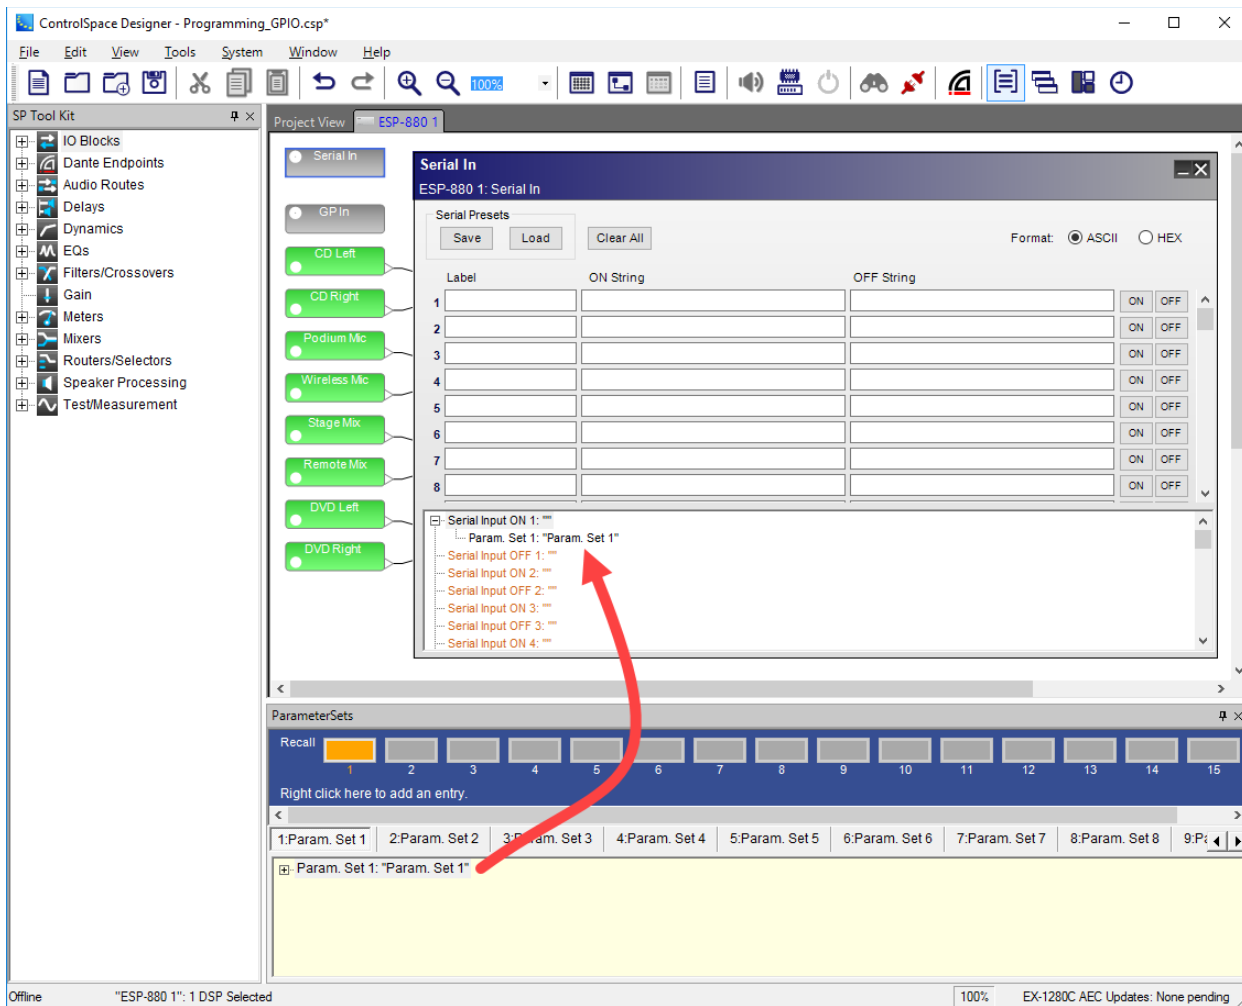 ControlSpace Designer - Programming_GPIO.csp*
File Edit View Tools System Window Help
100%
SP Tool Kit
IO Blocks
Dante Endpoints
Audio Routes
Delays
Dynamics
EQs
Filters/Crossovers
Gain
Meters
Mixers
Routers/Selectors
Speaker Processing
Test/Measurement
Project View ESP-880 1
Serial In
GP In
CD Left
CD Right
Podium Mic
Wireless Mic
Stage Mix
Remote Mix
DVD Left
DVD Right
Serial In
ESP-880 1: Serial In
Serial Presets
Save Load Clear All Format: ASCII HEX
Label ON String OFF String
1 ON OFF
2 ON OFF
3 ON OFF
4 ON OFF
5 ON OFF
6 ON OFF
7 ON OFF
8 ON OFF
Serial Input ON 1: ""
Param. Set 1: "Param. Set 1"
Serial Input OFF 1: ""
Serial Input ON 2: ""
Serial Input OFF 2: ""
Serial Input ON 3: ""
Serial Input OFF 3: ""
Serial Input ON 4: ""
ParameterSets
Recall
1 2 3 4 5 6 7 8 9 10 11 12 13 14 15
Right click here to add an entry.
1:Param. Set 1 2:Param. Set 2 3:Param. Set 3 4:Param. Set 4 5:Param. Set 5 6:Param. Set 6 7:Param. Set 7 8:Param. Set 8
Param. Set 1: "Param. Set 1"
Offline "ESP-880 1": 1 DSP Selected 100% EX-1280C AEC Updates: None pending